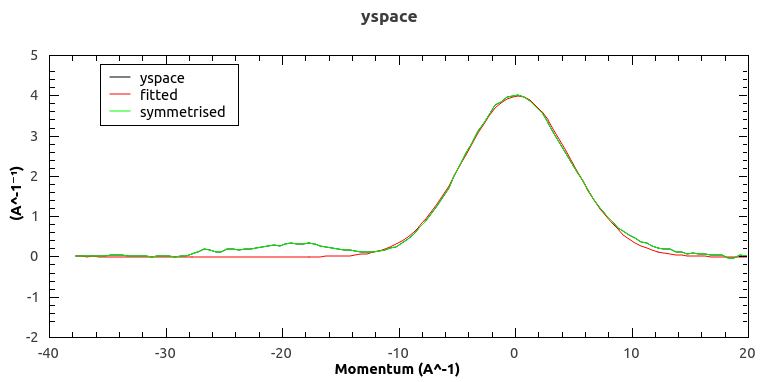 yspace
yspace
fitted
symmetrised
5
4
3
2
1
0
-1
-2
(A^-1⁻¹)
-40
-30
-20
-10
0
10
20
Momentum (A^-1)